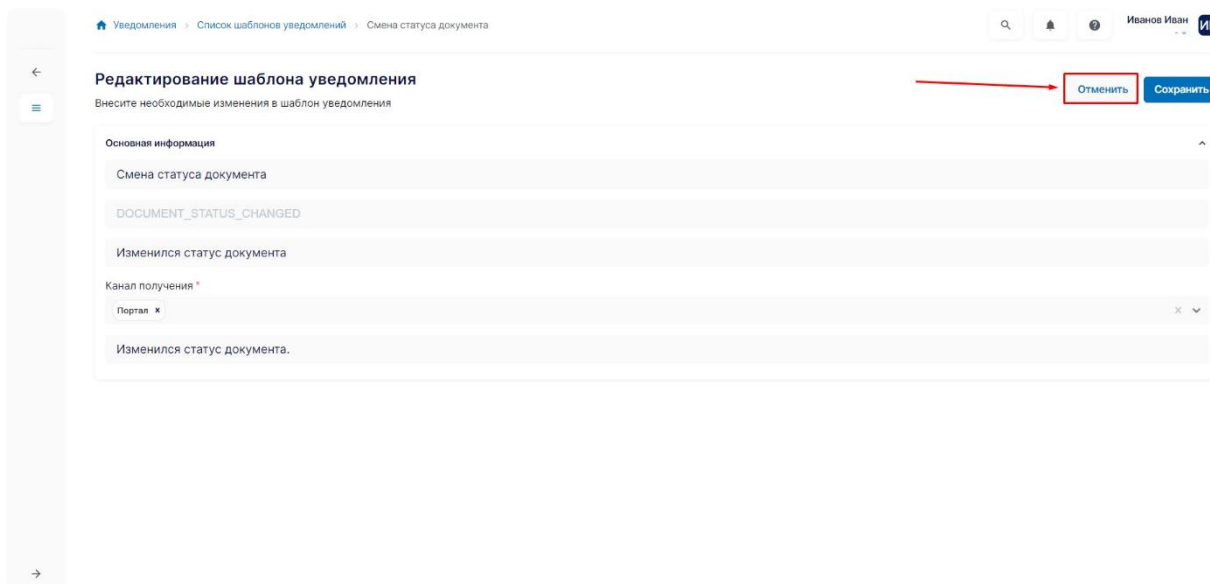 Уведомления Список шаблонов уведомлений Смена статуса документа
Иванов Иван
Редактирование шаблона уведомления
Внесите необходимые изменения в шаблон уведомления
Отменить
Сохранить
Основная информация
Смена статуса документа
DOCUMENT_STATUS_CHANGED
Изменился статус документа
Канал получения *
Портал ×
Изменился статус документа.